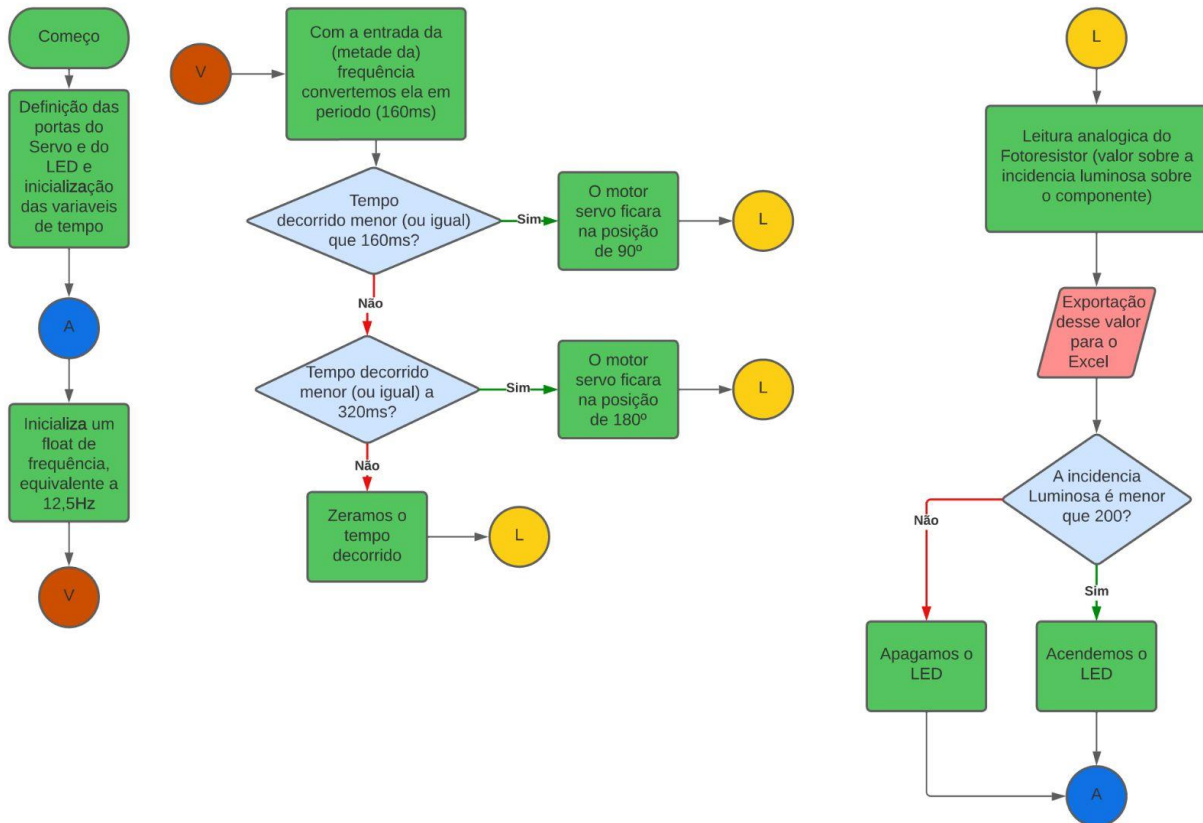 Começo
Definição das
portas do
Servo e do
LED e
inicialização
das variaveis
de tempo
A
Inicializa um
float de
frequência,
equivalente a
12,5Hz
V
V
Com a entrada da
(metade da)
frequência
convertemos ela em
periodo (160ms)
Tempo
decorrido menor (ou igual)
que 160ms?
Sim
O motor
servo ficara
na posição
de 90º
L
Não
Tempo decorrido
menor (ou igual) a
320ms?
Sim
O motor
servo ficara
na posição
de 180º
L
Não
Zeramos o
tempo
decorrido
L
L
Leitura analogica do
Fotoresistor (valor sobre a
incidencia luminosa sobre
o componente)
Exportação
desse valor
para o
Excel
A incidencia
Luminosa é menor
que 200?
Não
Sim
Apagamos o
LED
Acendemos o
LED
A